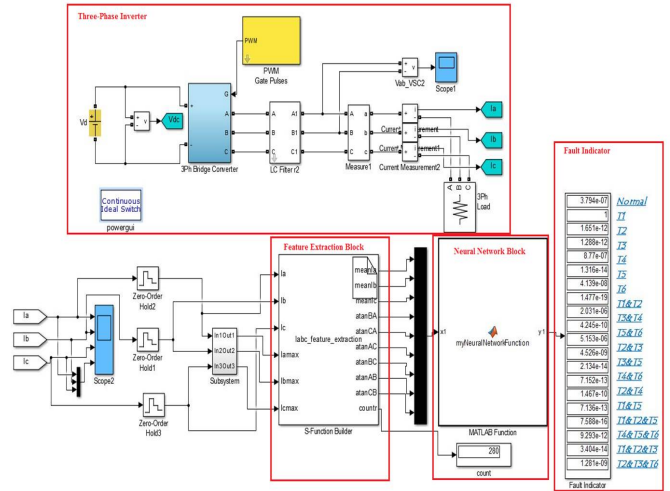 Three-Phase Inverter
PWM
PWM
Gate Pulses
Vd
Vdc
G
A
B
C
3Ph Bridge Converter
A A1
B B1
C C1
LC Filter r2
A a
B b
C c
Measure1
v
Vab_VSC2
Scope1
Current Measurement2
Ia
Ib
Ic
A B C
3Ph
Load
Continuous
Ideal Switch
powergui
Feature Extraction Block
Ia
Ib
Ic
Scope2
Zero-Order
Hold2
Zero-Order
Hold1
Zero-Order
Hold3
In1Out1
In2Out2
In3Out3
Subsystem
Ia
Ib
Ic
Iamax
Ibmax
Icmax
Iabc_feature_extraction
meanIa
meanIb
meanIc
atanBA
atanCA
atanAC
atanBC
atanAB
atanCB
countr
S-Function Builder
Neural Network Block
x1
myNeuralNetworkFunction
y1
MATLAB Function
280
count
Fault Indicator
3.794e-07 Normal
1 T1
1.651e-12 T2
1.288e-12 T3
8.77e-07 T4
1.316e-14 T5
4.139e-08 T6
1.477e-19 T1&T2
2.031e-06 T3&T4
4.245e-10 T5&T6
5.153e-06 T2&T3
4.526e-09 T4&T5
2.134e-14 T4&T6
7.152e-13 T2&T4
1.467e-10 T1&T5
7.136e-13 T1&T2&T5
7.588e-16 T4&T5&T6
9.293e-12 T1&T2&T3
3.404e-14 T2&T3&T6
1.281e-09
Fault Indicator